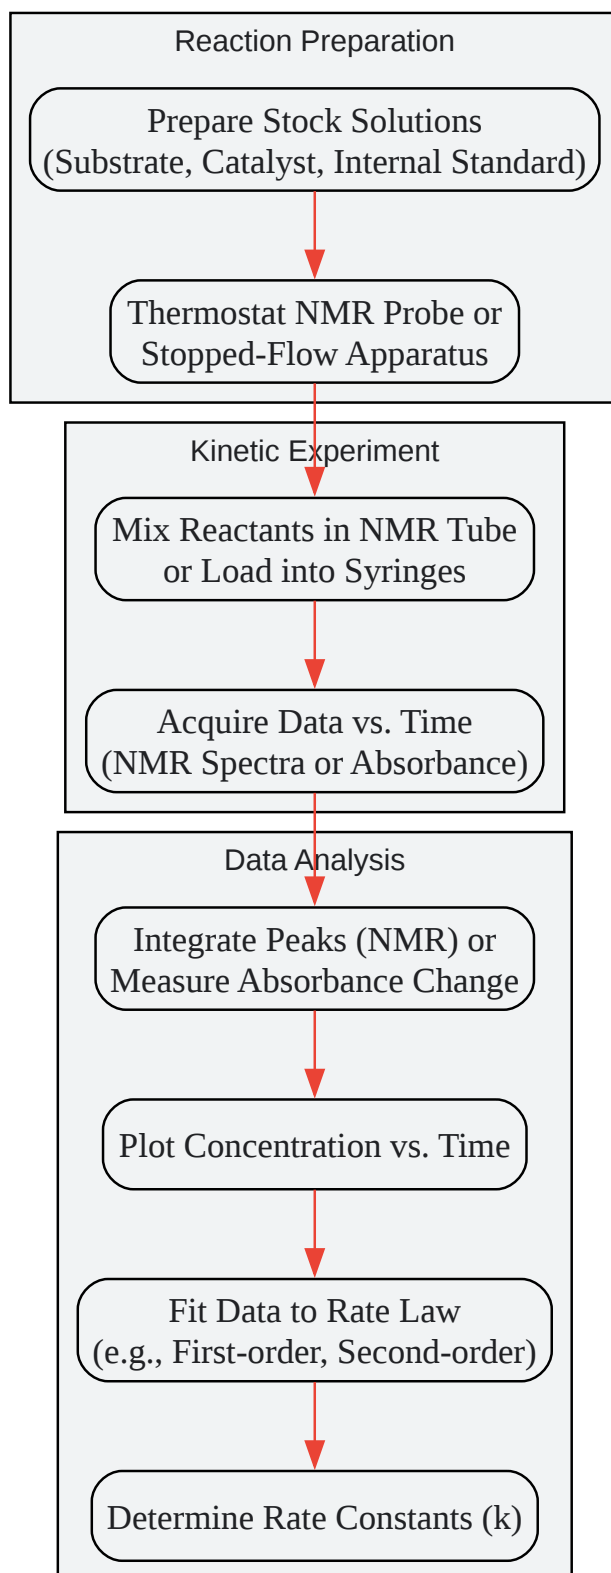 Reaction Preparation
Prepare Stock Solutions
(Substrate, Catalyst, Internal Standard)
Thermostat NMR Probe or
Stopped-Flow Apparatus
Kinetic Experiment
Mix Reactants in NMR Tube
or Load into Syringes
Acquire Data vs. Time
(NMR Spectra or Absorbance)
Data Analysis
Integrate Peaks (NMR) or
Measure Absorbance Change
Plot Concentration vs. Time
Fit Data to Rate Law
(e.g., First-order, Second-order)
Determine Rate Constants (k)